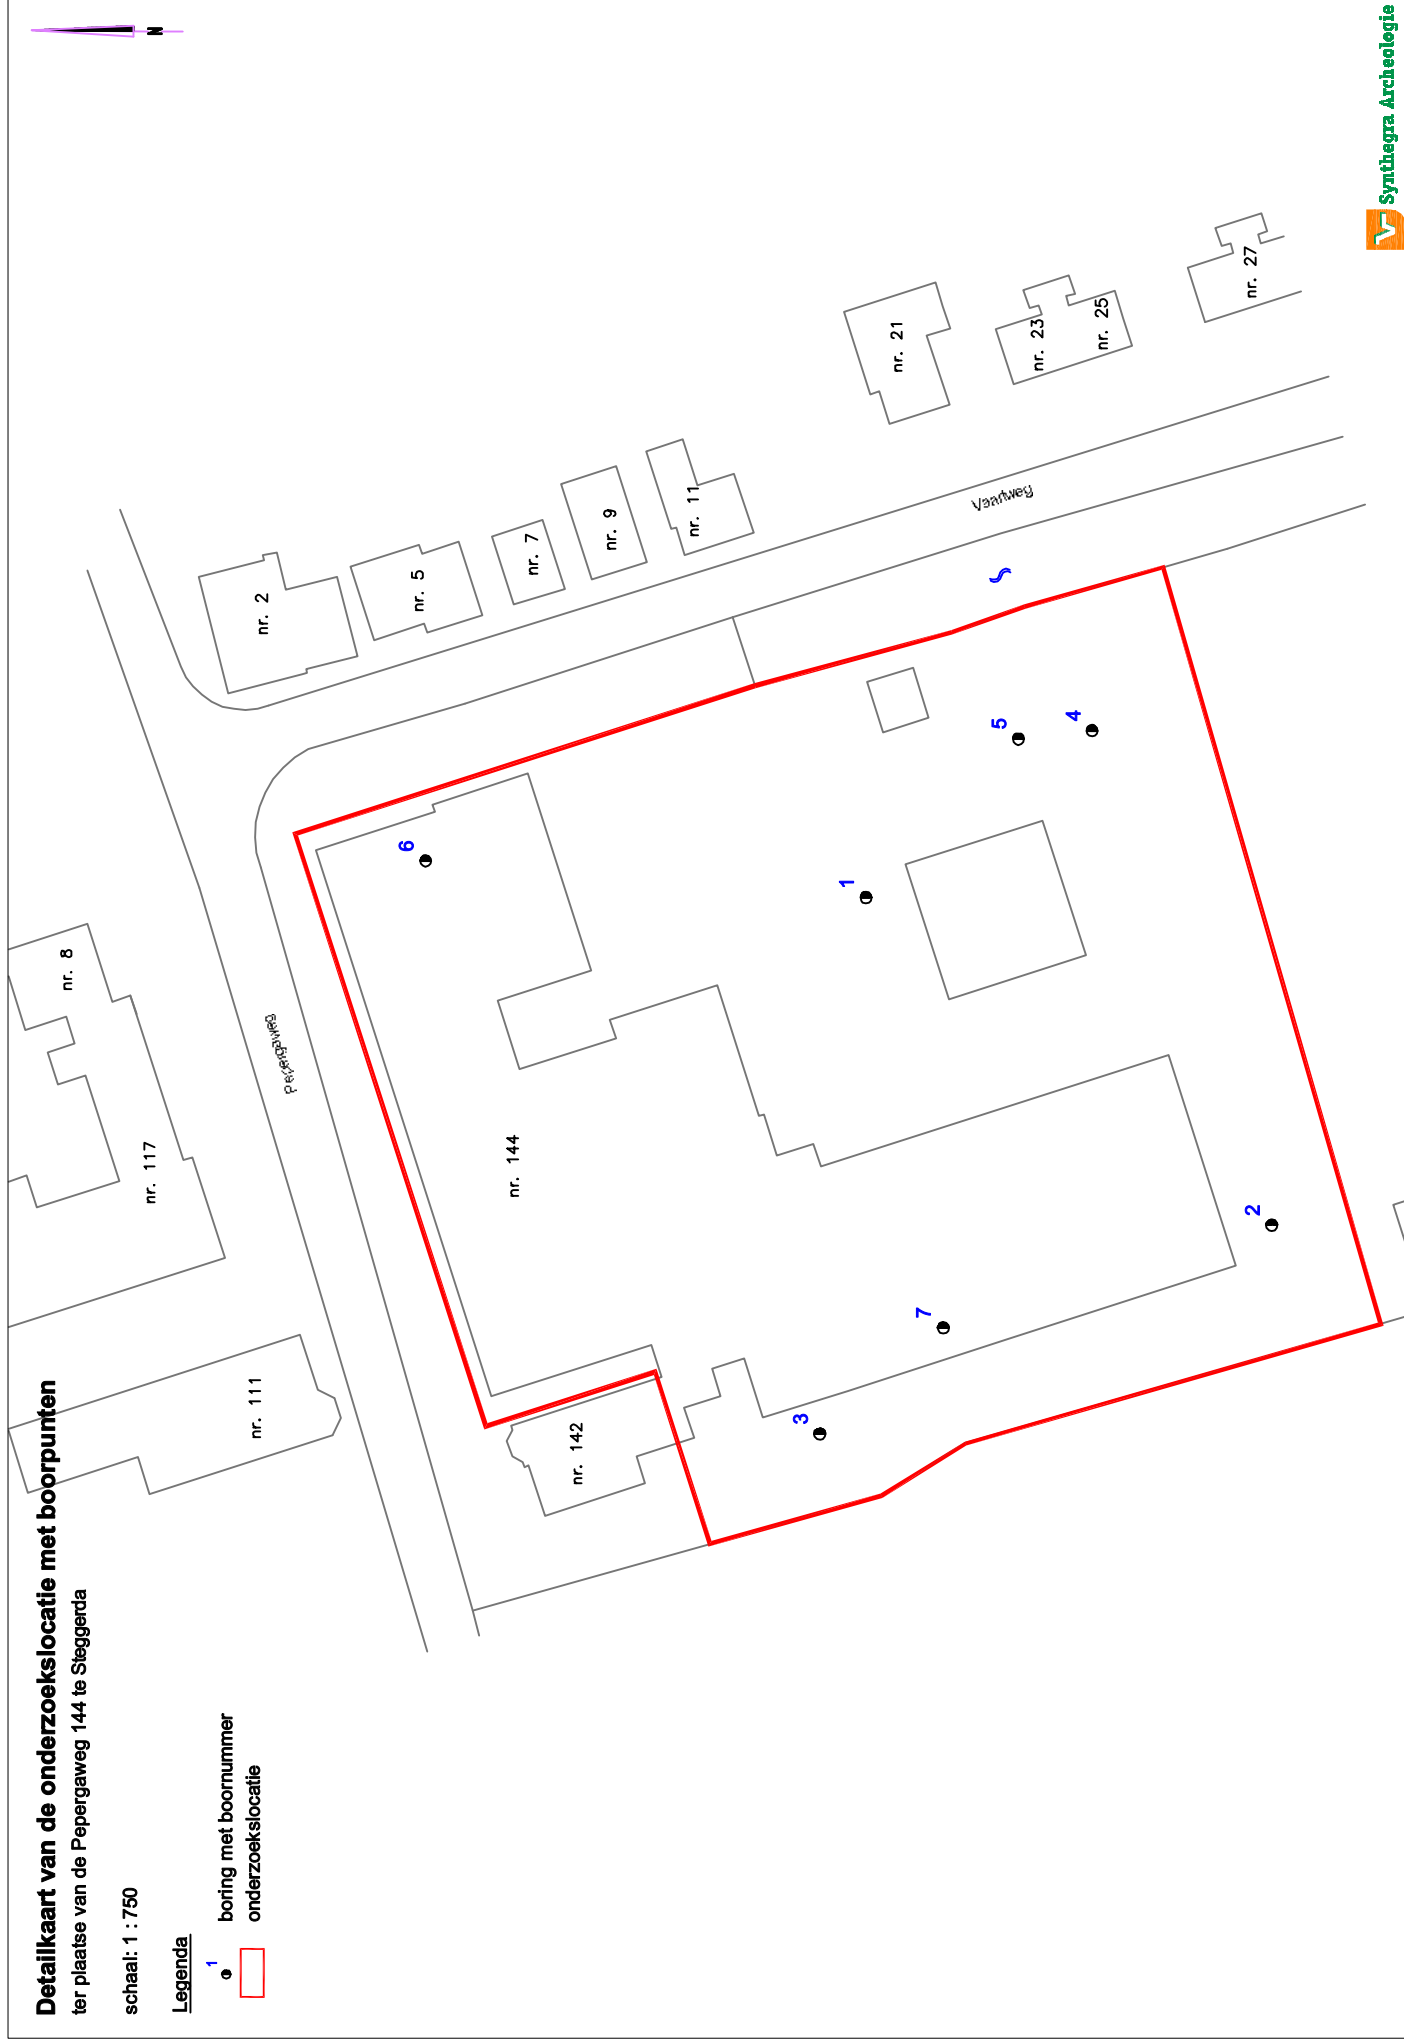 Detailkaart van de onderzoekslocatie met boorpunten
ter plaatse van de Pepergaweg 144 te Steggerda
schaal: 1 : 750
Legenda
1
boring met boornummer
onderzoekslocatie
N
nr. 111
nr. 117
nr. 8
Pepergaweg
nr. 2
nr. 5
nr. 7
nr. 9
nr. 11
nr. 21
nr. 23
nr. 25
nr. 27
Vaartweg
nr. 142
nr. 144
6
1
5
4
3
7
2
Synthegra Archeologie